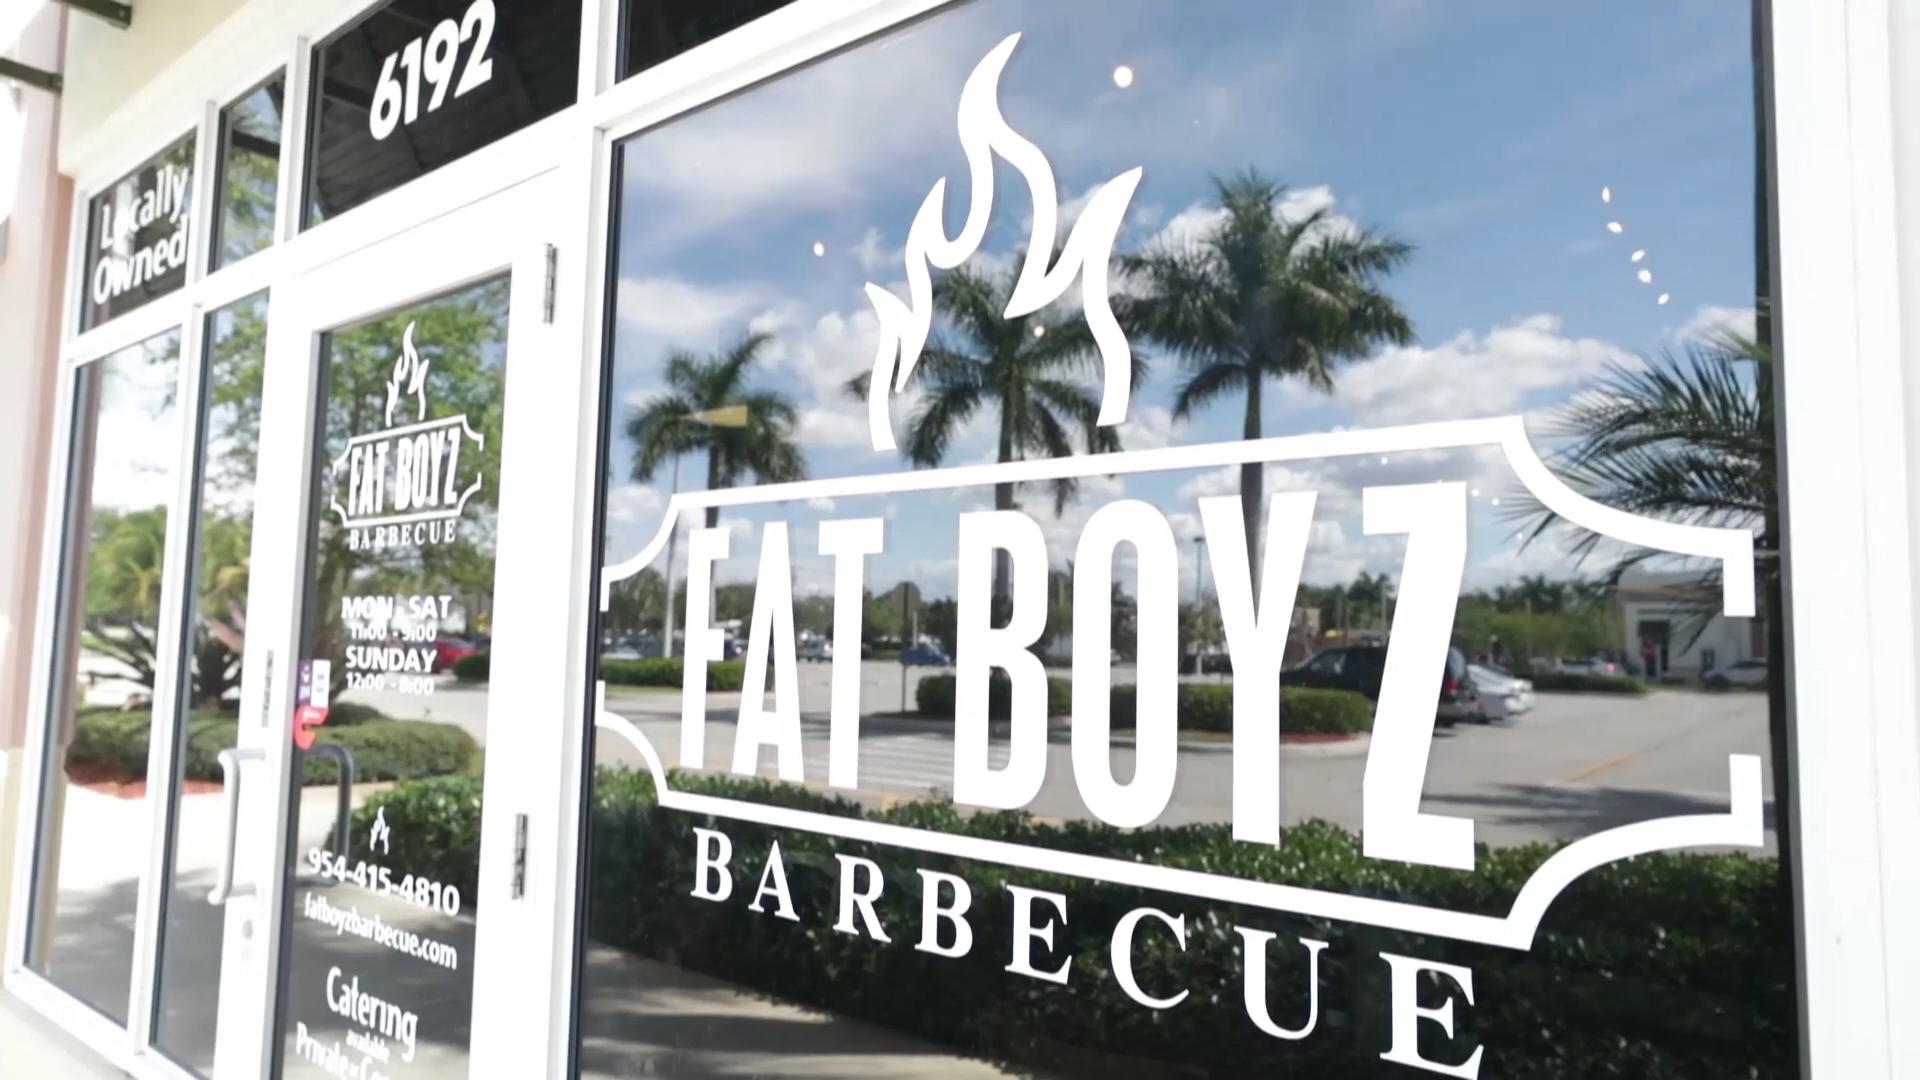 Locally
Owned
6192
FAT BOYZ
BARBECUE
MON - SAT
11:00 - 9:00
SUNDAY
12:00 - 8:00
954-415-4810
fatboyzbarbecue.com
Catering
available
Private
FAT BOYZ
BARBECUE